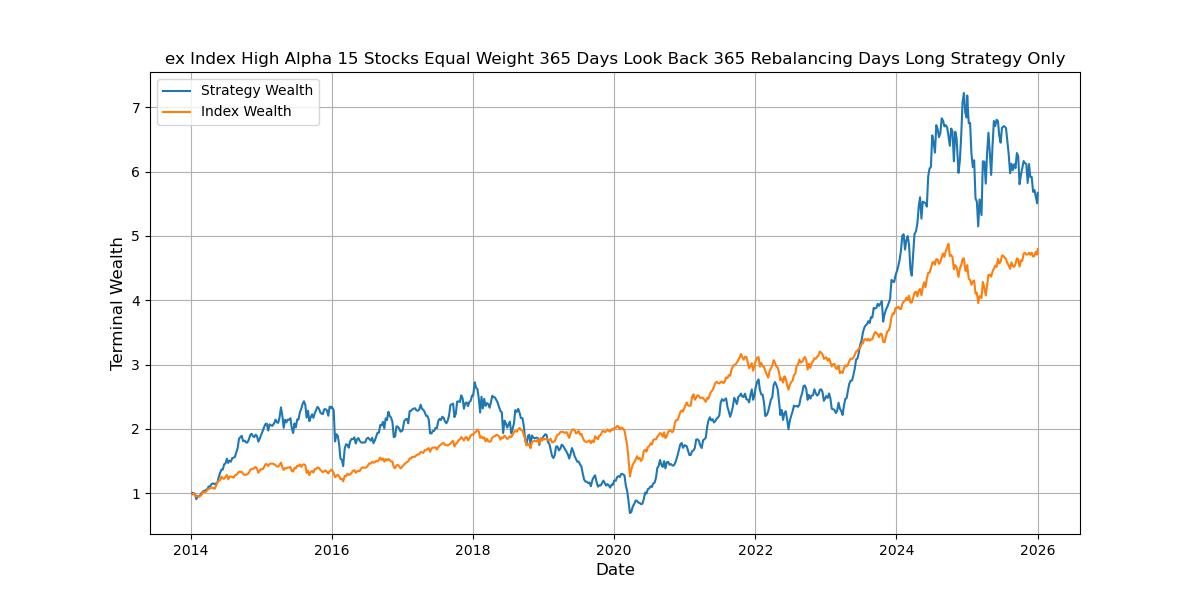 ex Index High Alpha 15 Stocks Equal Weight 365 Days Look Back 365 Rebalancing Days Long Strategy Only
Strategy Wealth
Index Wealth
Terminal Wealth
7
6
5
4
3
2
1
2014 2016 2018 2020 2022 2024 2026
Date